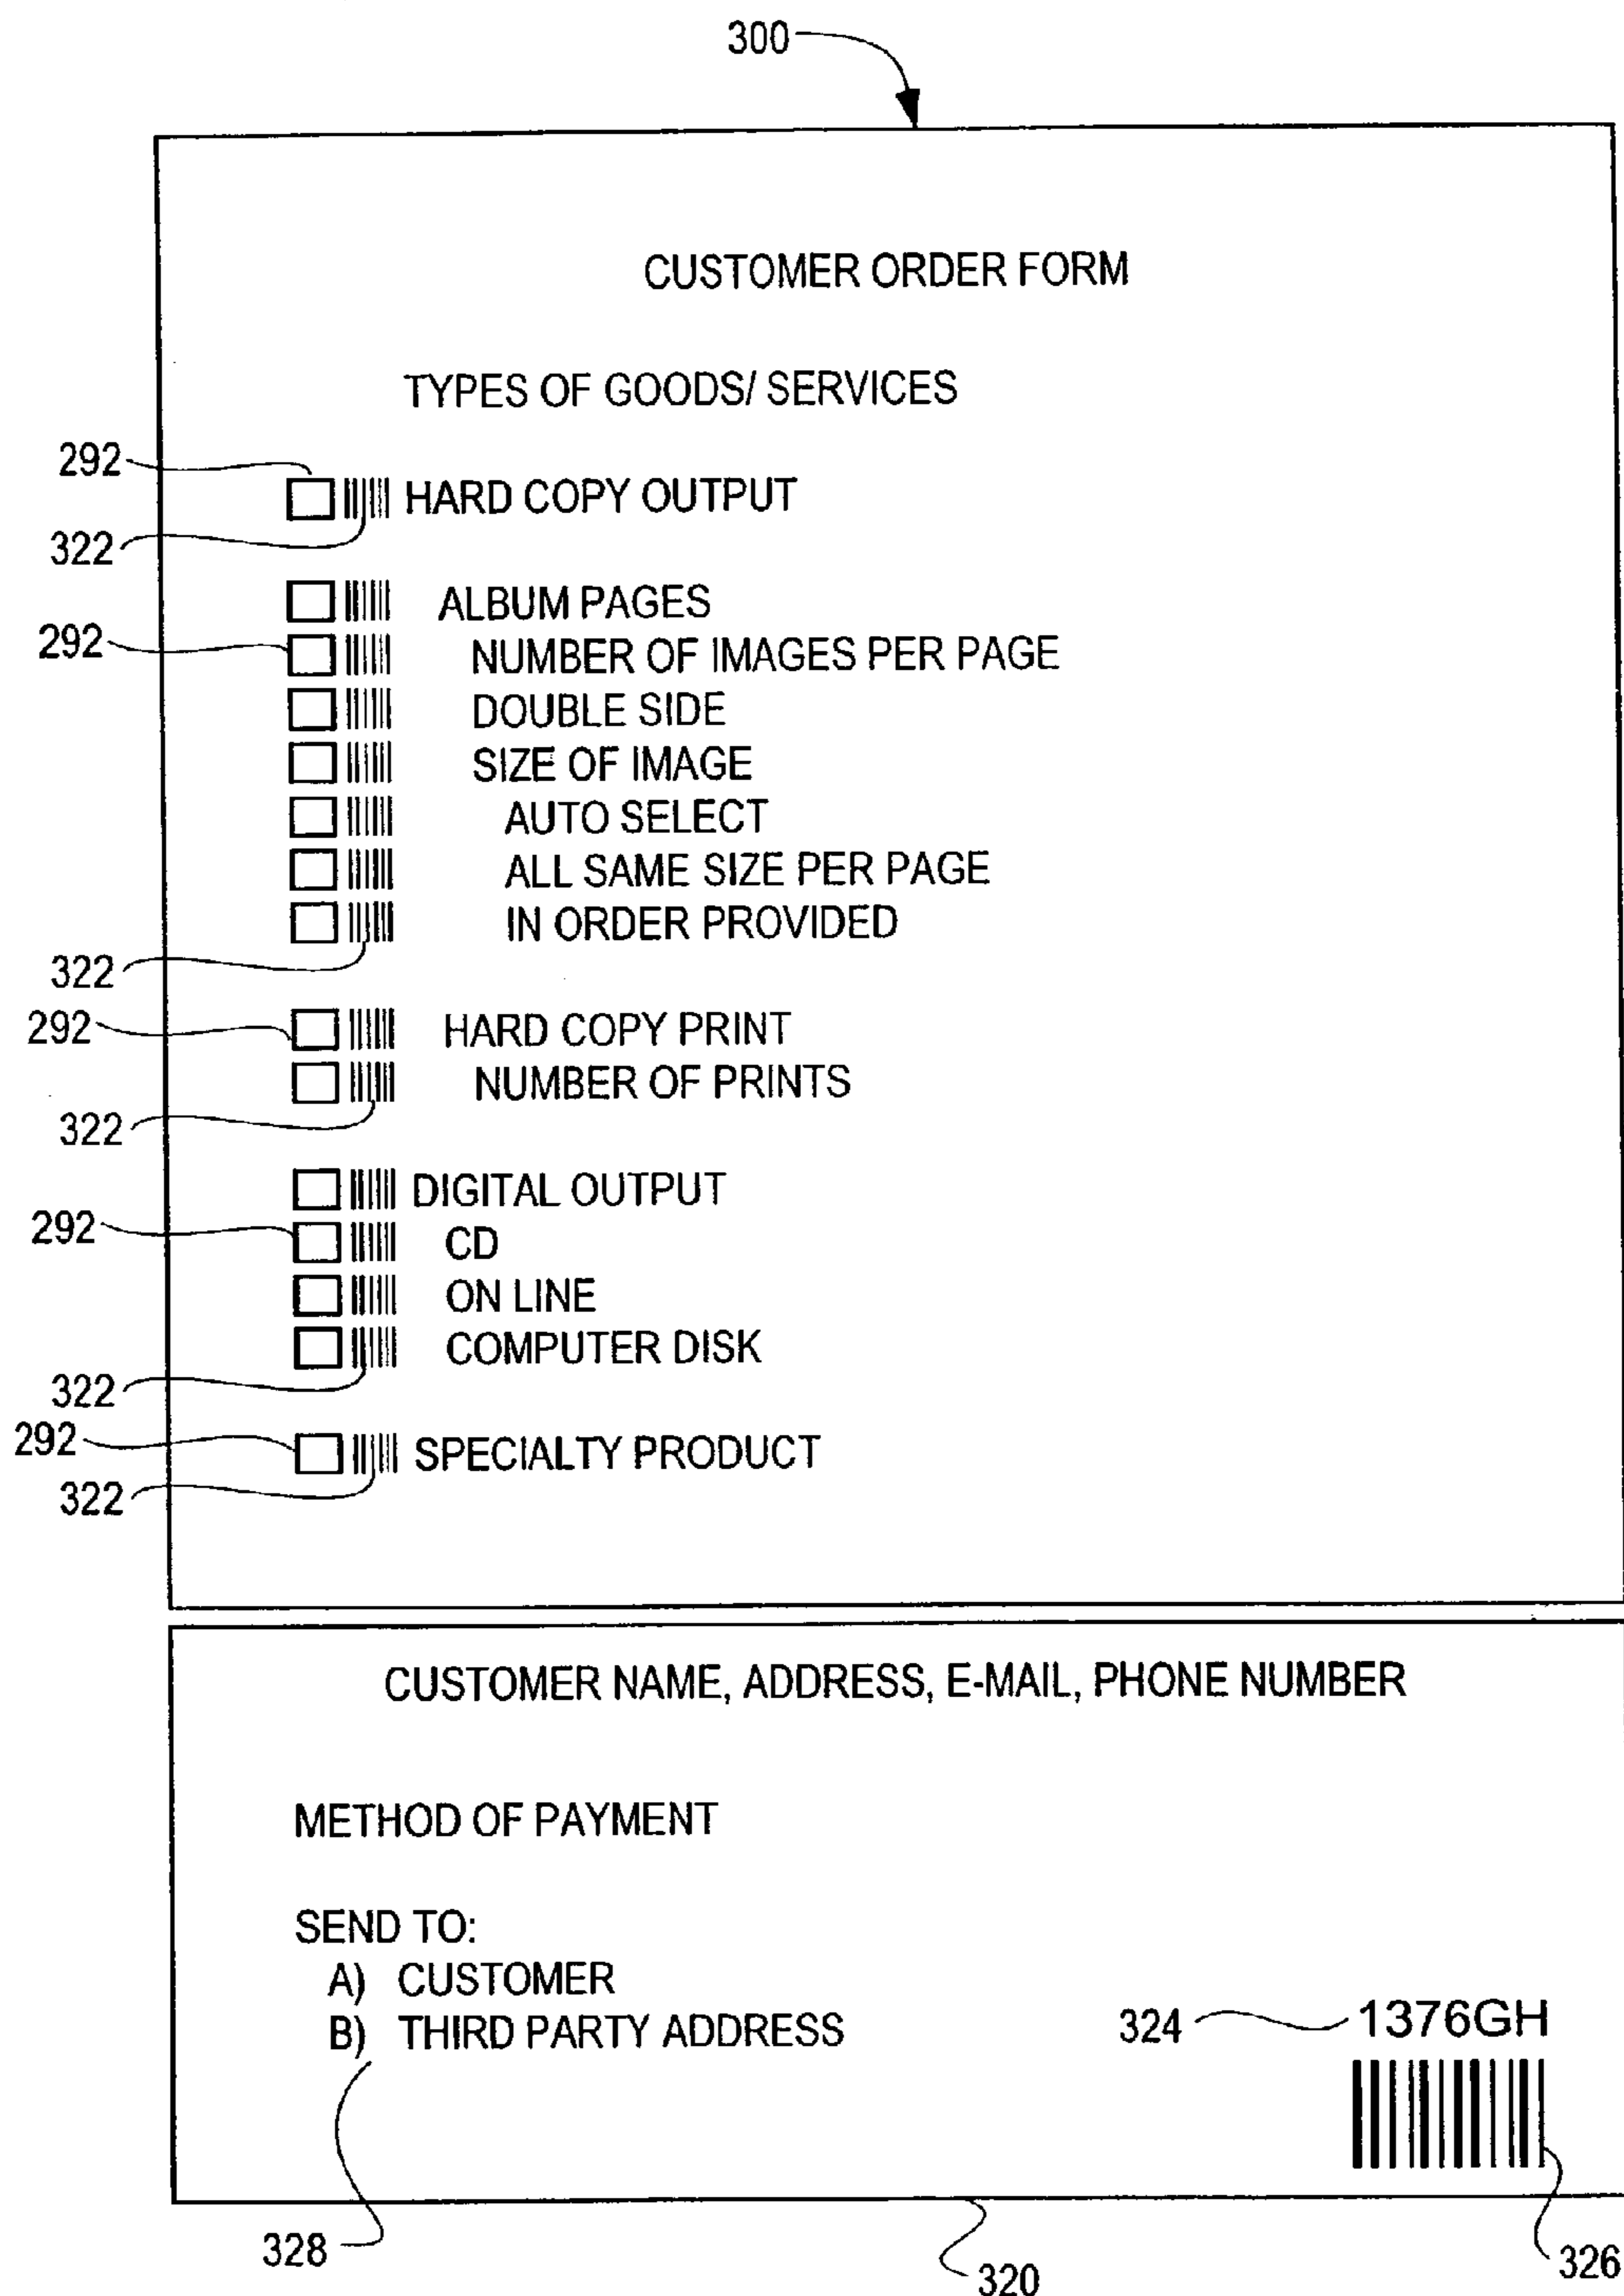 300
CUSTOMER ORDER FORM
TYPES OF GOODS/ SERVICES
292
HARD COPY OUTPUT
322
ALBUM PAGES
292
NUMBER OF IMAGES PER PAGE
DOUBLE SIDE
SIZE OF IMAGE
AUTO SELECT
ALL SAME SIZE PER PAGE
IN ORDER PROVIDED
322
292
HARD COPY PRINT
NUMBER OF PRINTS
322
DIGITAL OUTPUT
292
CD
ON LINE
COMPUTER DISK
322
292
SPECIALTY PRODUCT
322
CUSTOMER NAME, ADDRESS, E-MAIL, PHONE NUMBER
METHOD OF PAYMENT
SEND TO:
A) CUSTOMER
B) THIRD PARTY ADDRESS
324
1376GH
328
320
326